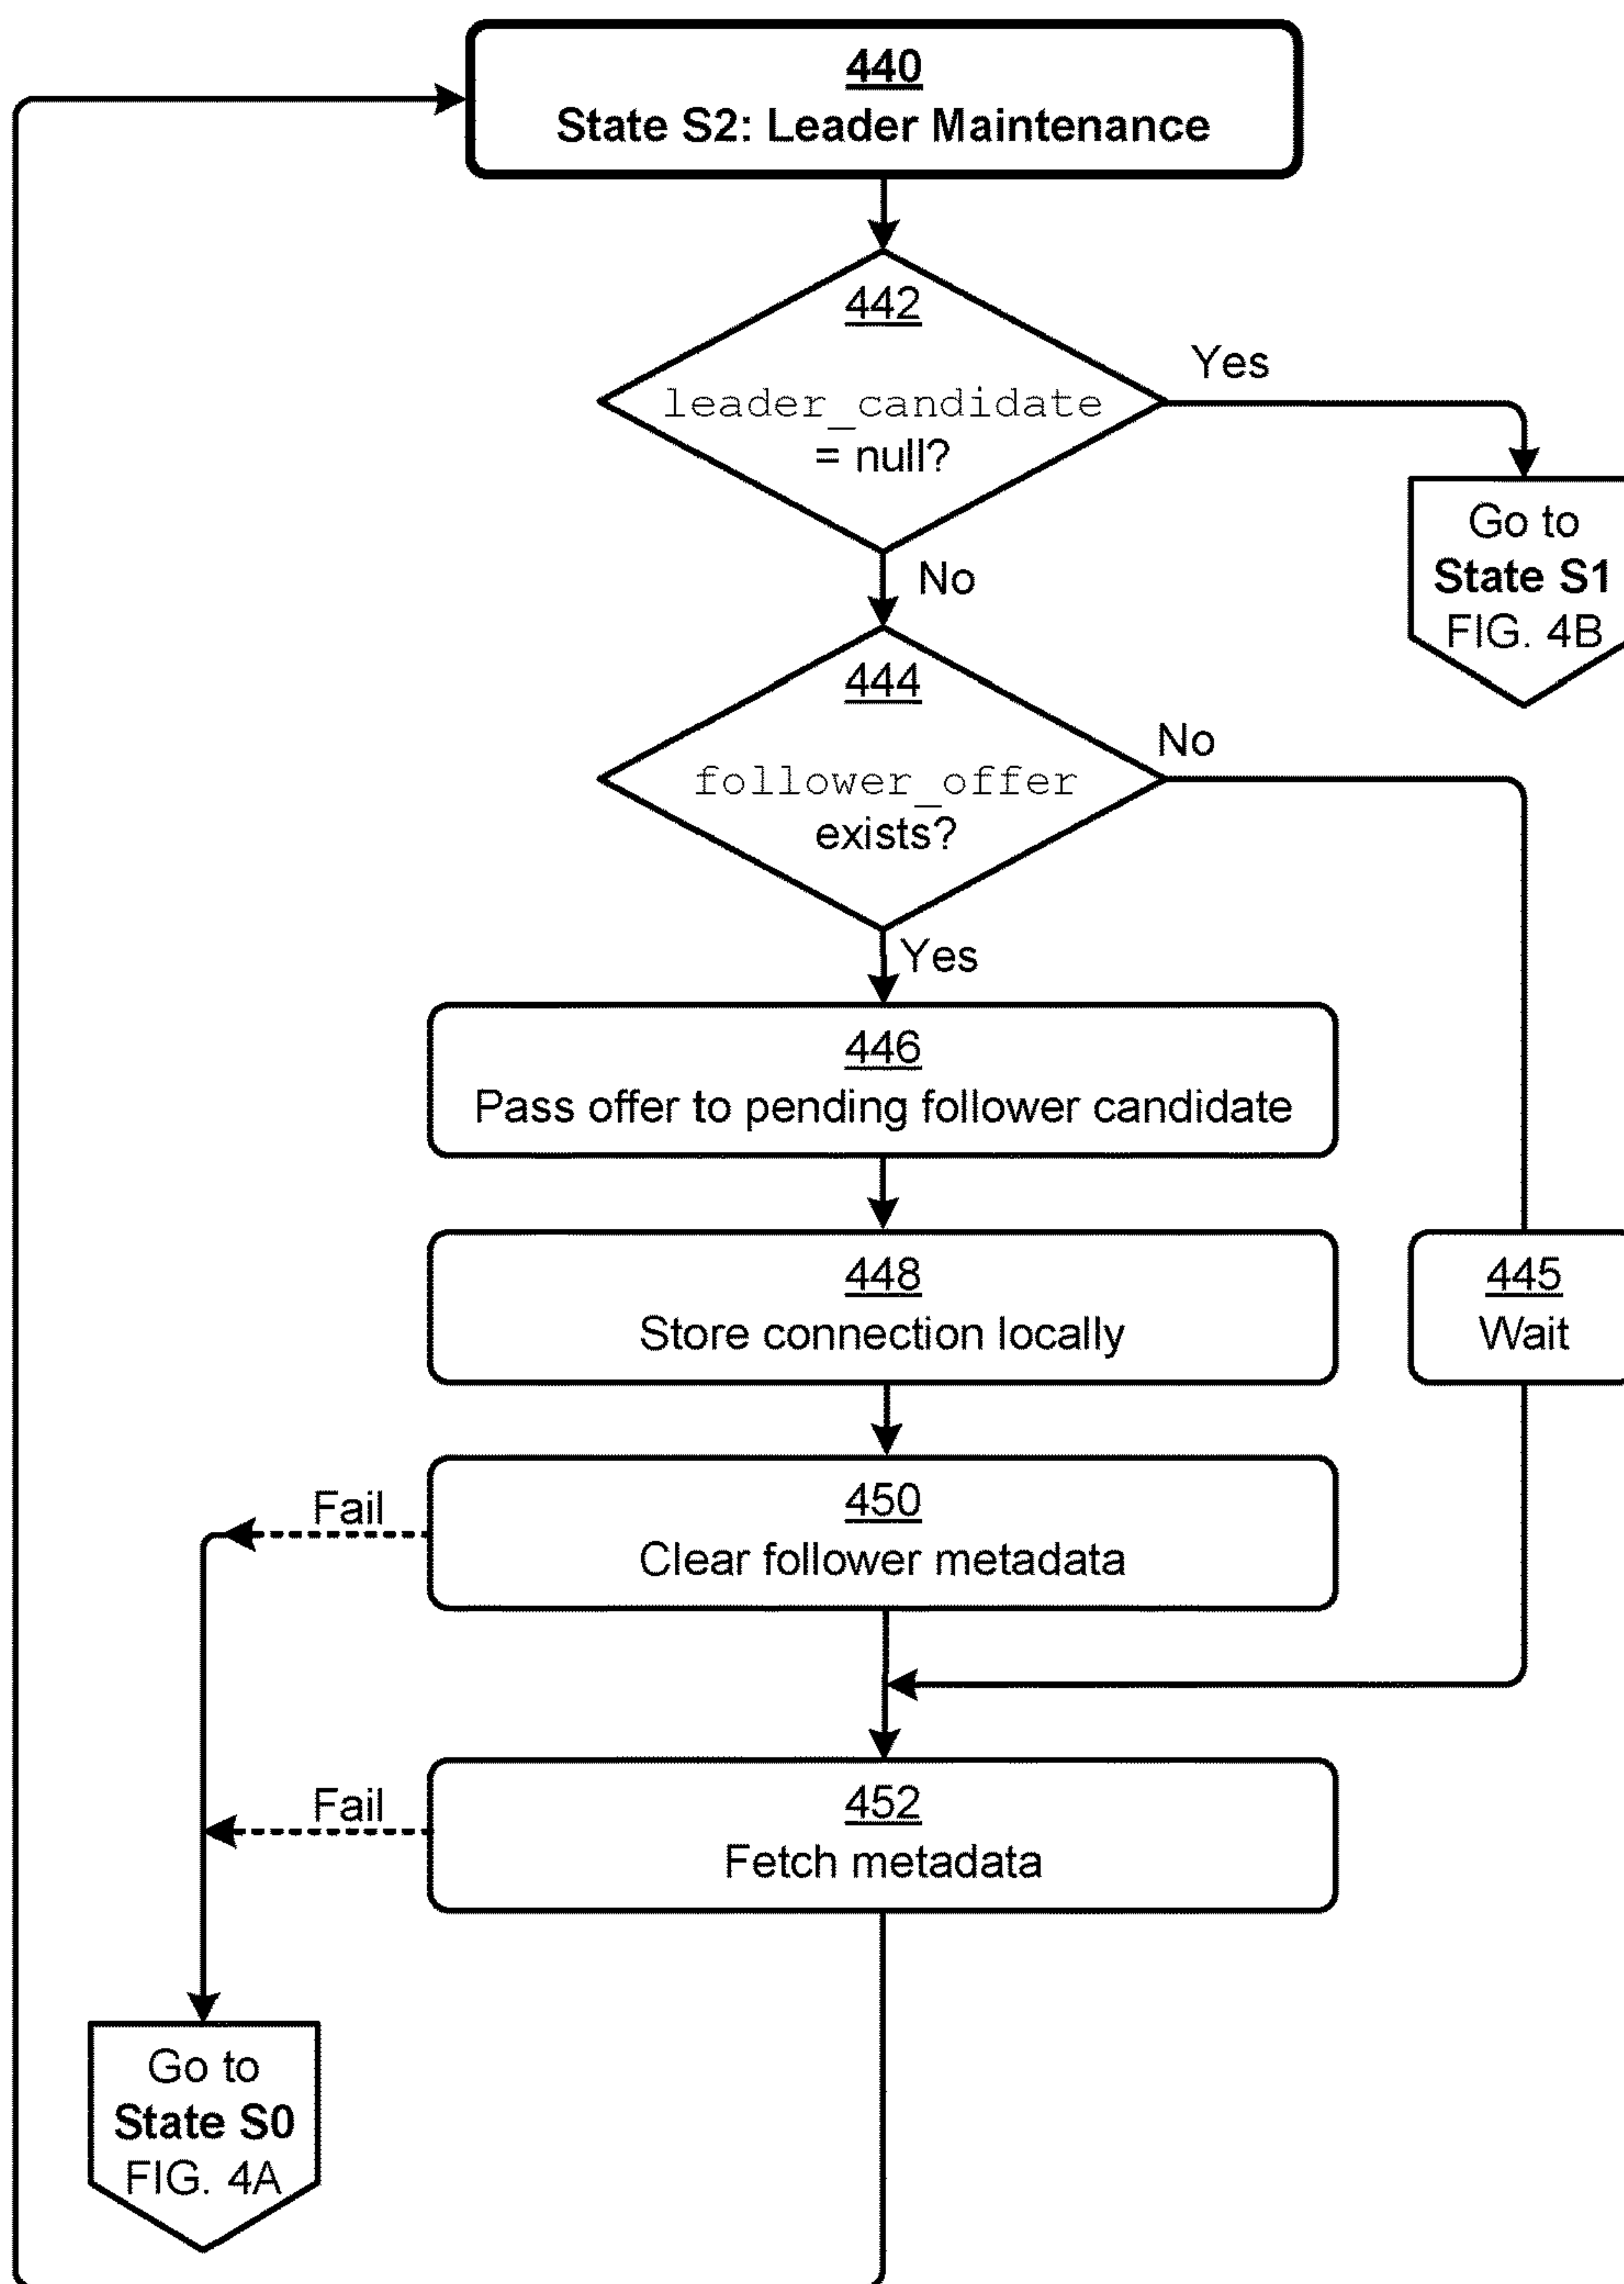 440
State S2: Leader Maintenance
442
leader_candidate
= null?
Yes
No
Go to
State S1
FIG. 4B
444
follower_offer
exists?
No
Yes
446
Pass offer to pending follower candidate
448
Store connection locally
445
Wait
450
Clear follower metadata
Fail
452
Fetch metadata
Fail
Go to
State S0
FIG. 4A